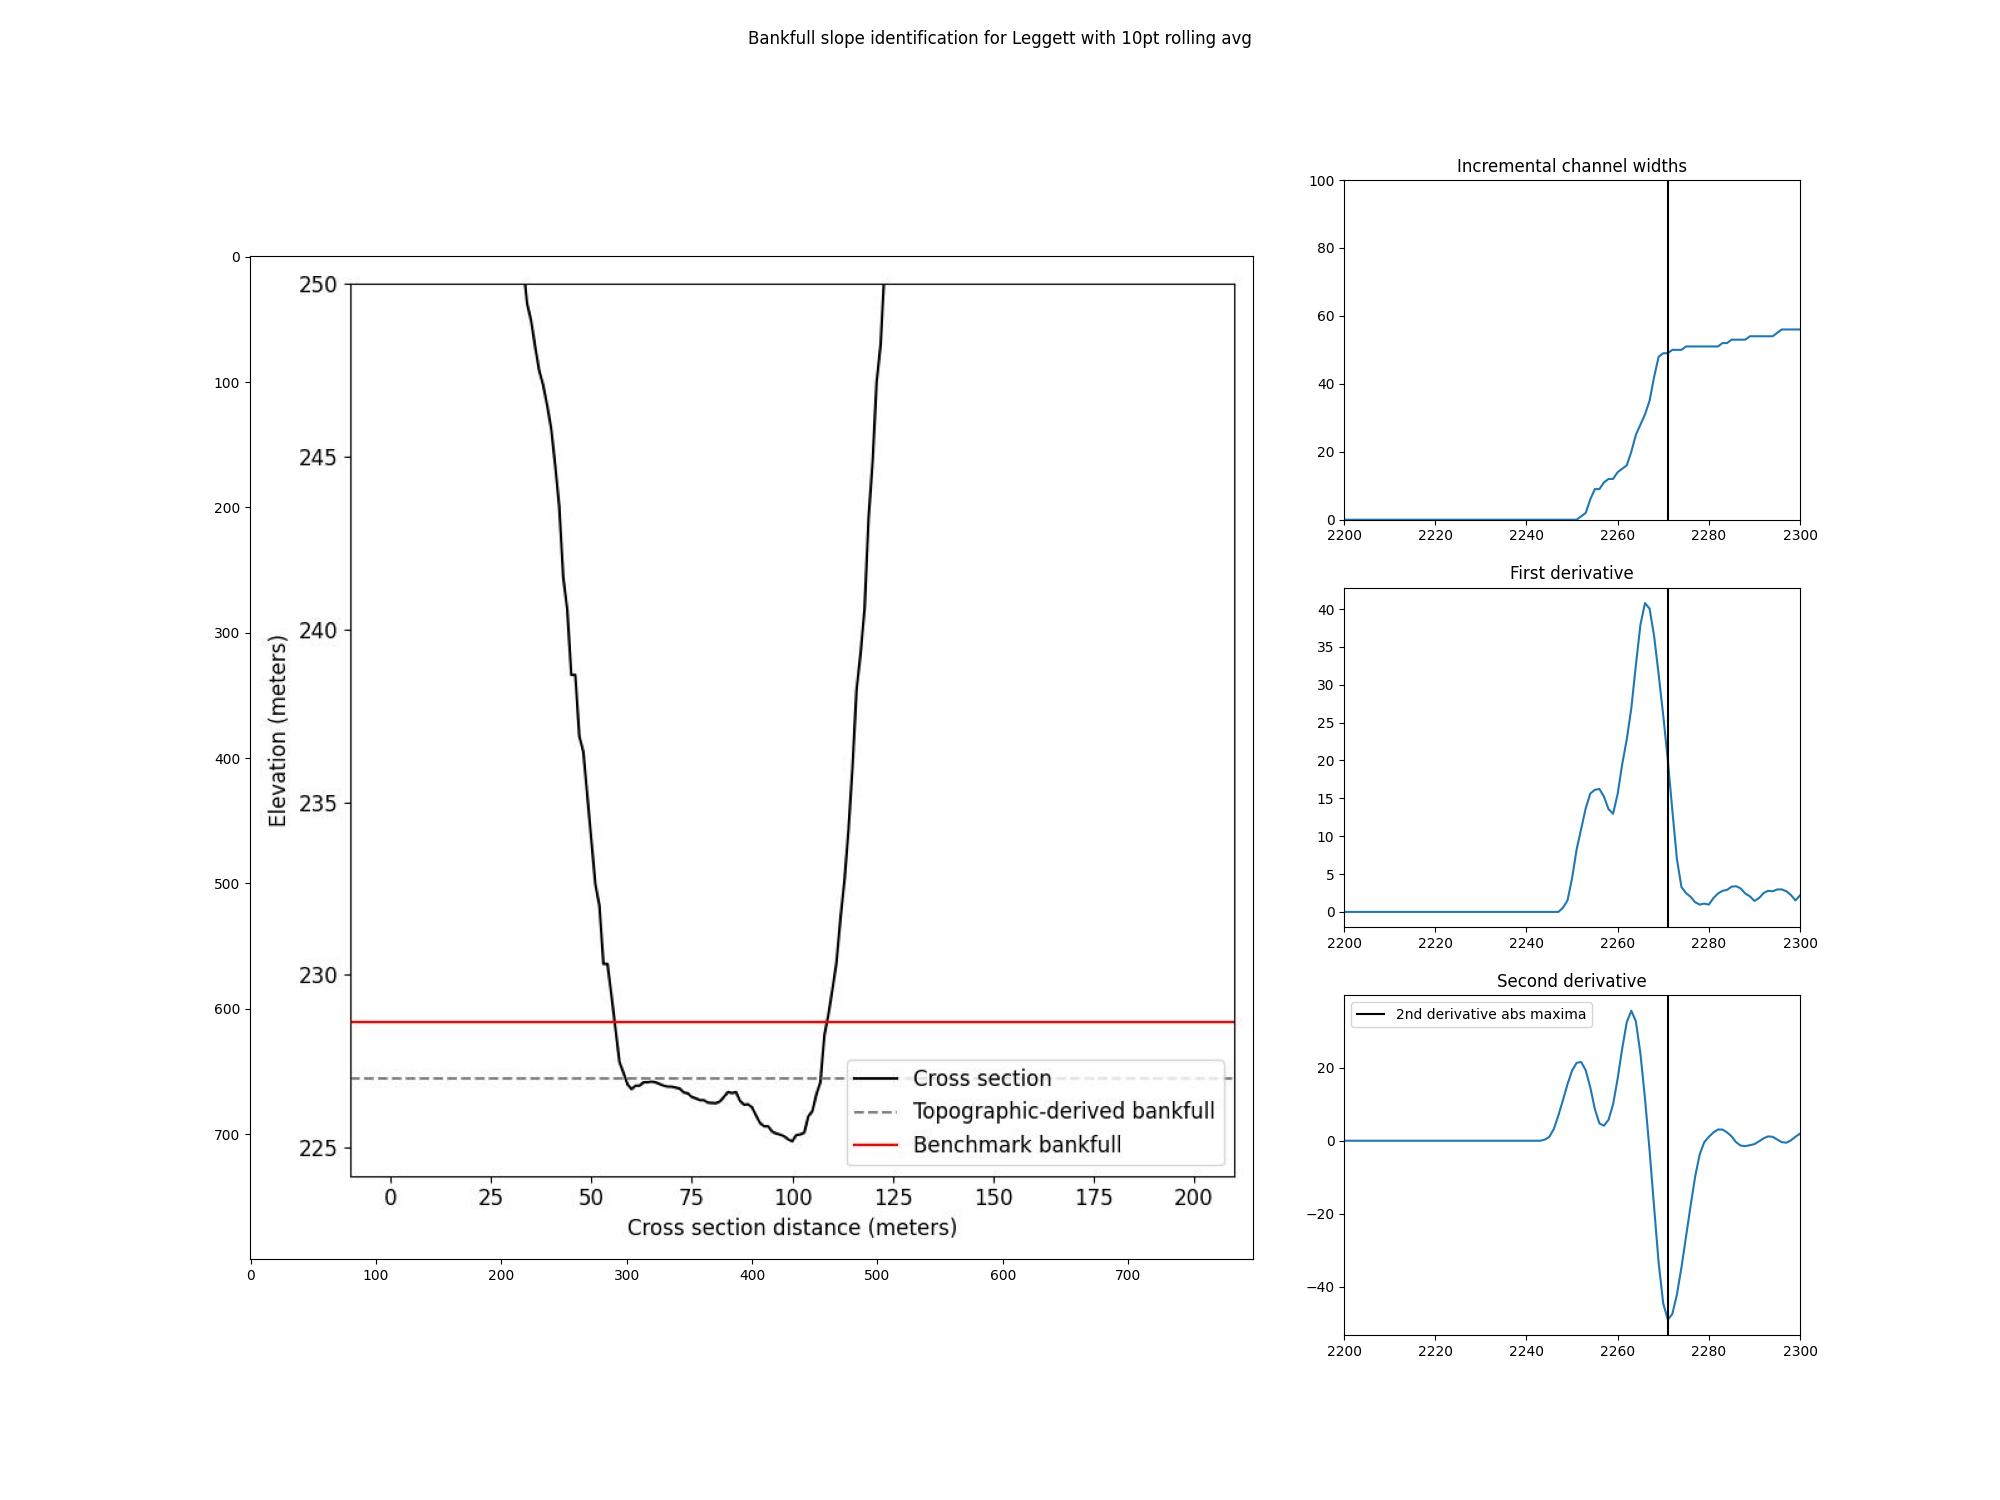 Bankfull slope identification for Leggett with 10pt rolling avg
0
100
200
300
400
500
600
700
250
245
240
235
230
225
Elevation (meters)
Cross section
Topographic-derived bankfull
Benchmark bankfull
0 25 50 75 100 125 150 175 200
Cross section distance (meters)
0 100 200 300 400 500 600 700
Incremental channel widths
100
80
60
40
20
0
2200 2220 2240 2260 2280 2300
First derivative
40
35
30
25
20
15
10
5
0
2200 2220 2240 2260 2280 2300
Second derivative
2nd derivative abs maxima
20
0
−20
−40
2200 2220 2240 2260 2280 2300